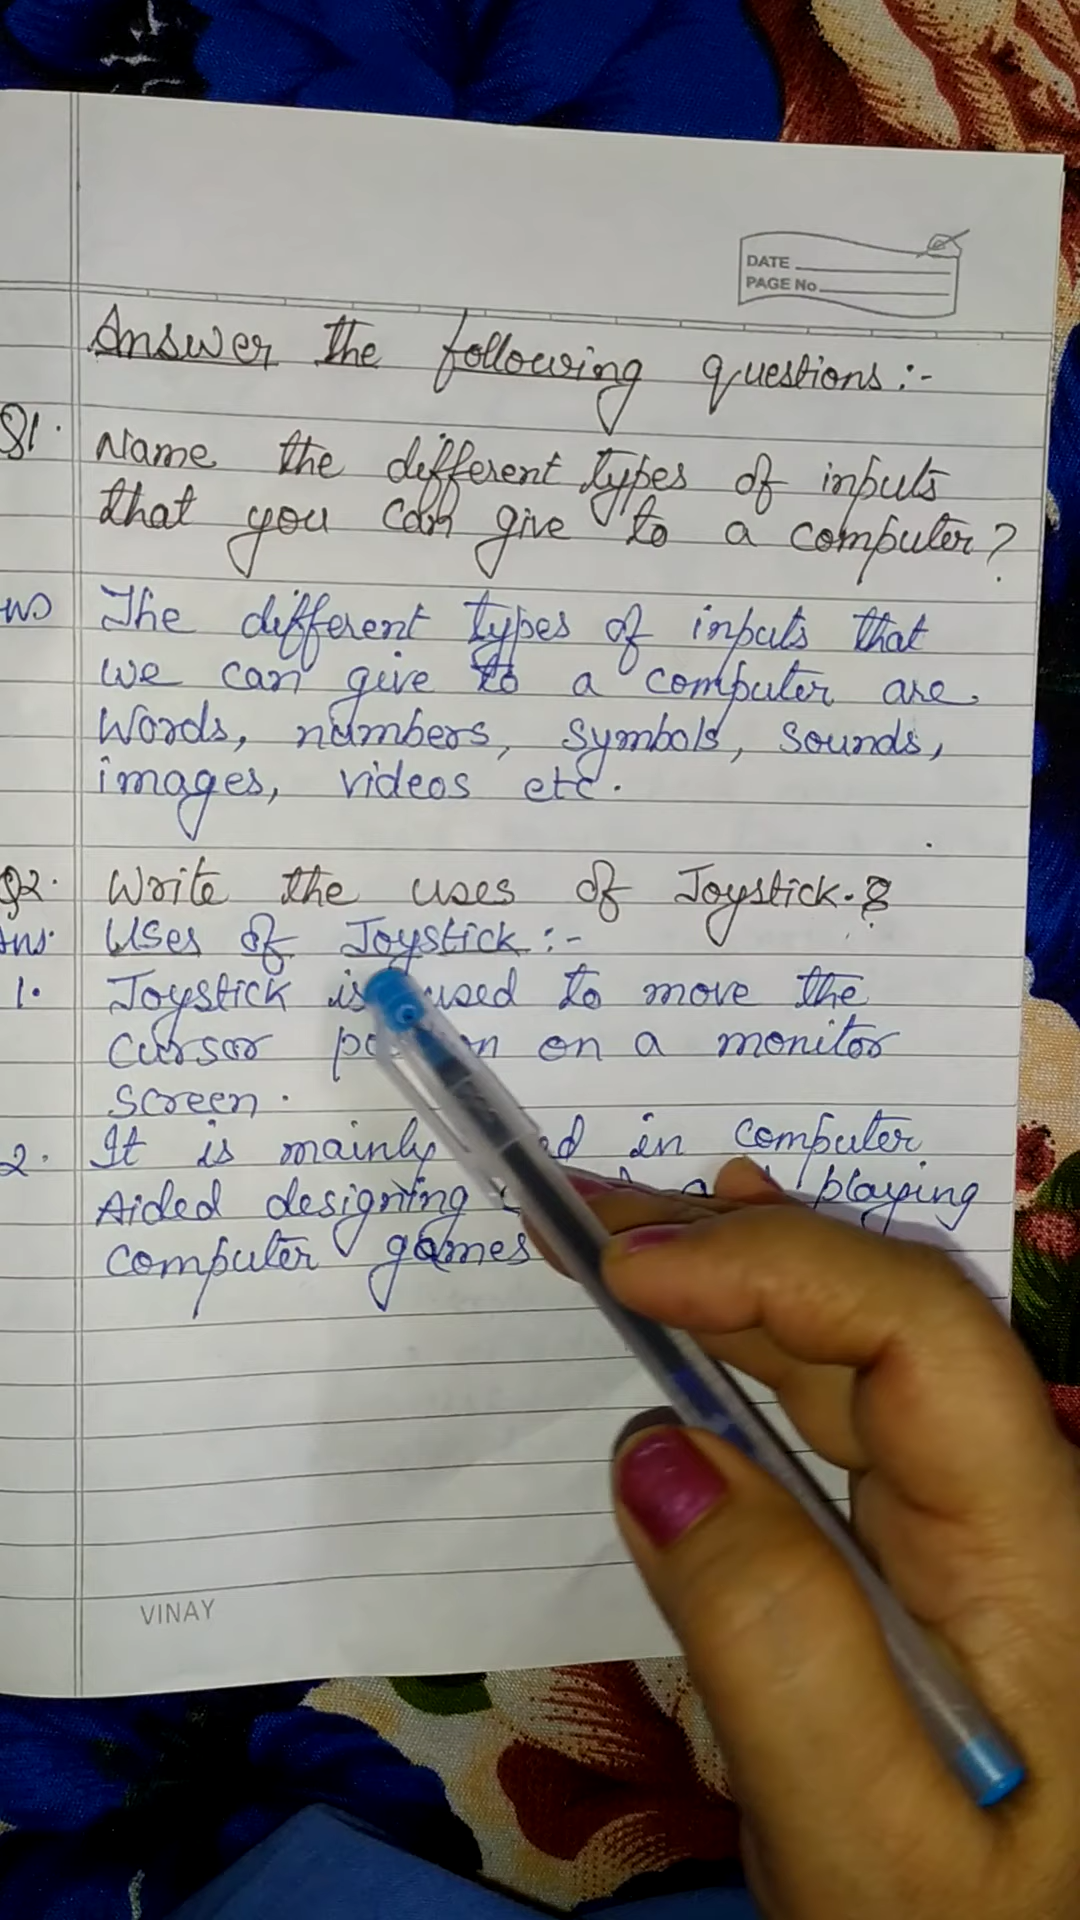 DATE
PAGE No.
Answer the following questions:-
Q1. Name the different types of inputs
that you can give to a computer?
Ans The different types of inputs that
we can give to a computer are.
Words, numbers, symbols, sounds,
images, videos etc.
Q2. Write the uses of Joystick.?
Ans. Uses of Joystick:-
1. Joystick is used to move the
cursor on a monitor
screen.
2. It is mainly in computer
Aided designing playing
computer games
VINAY